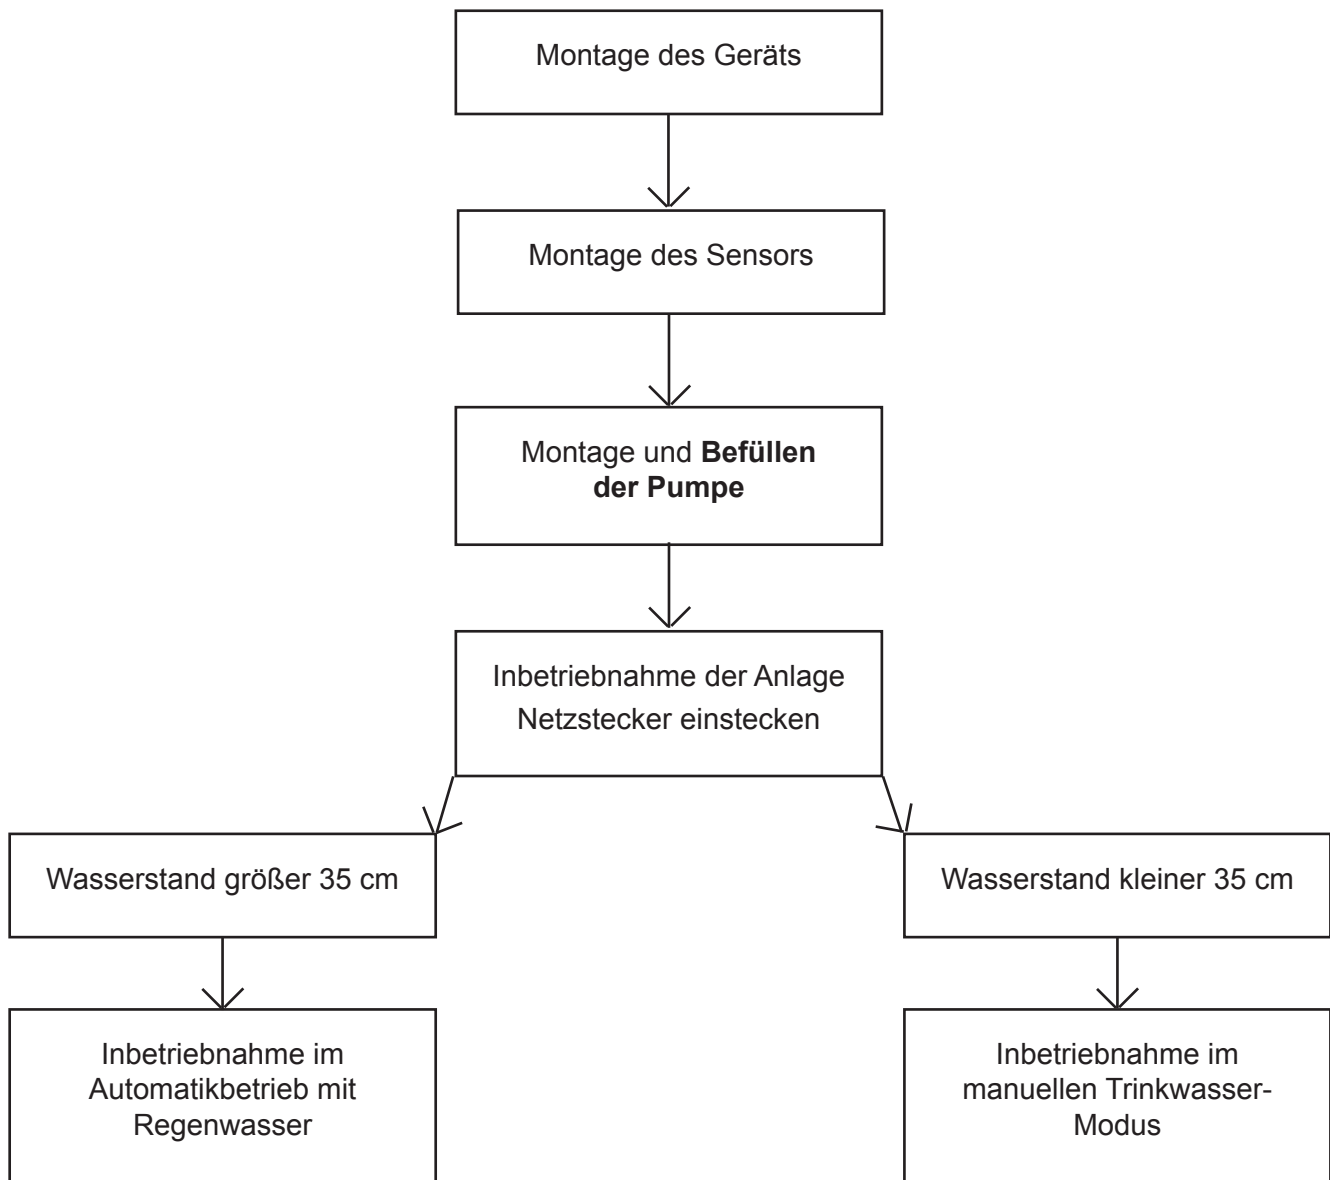 Montage des Geräts
Montage des Sensors
Montage und Befüllen
der Pumpe
Inbetriebnahme der Anlage
Netzstecker einstecken
Wasserstand größer 35 cm
Wasserstand kleiner 35 cm
Inbetriebnahme im
Automatikbetrieb mit
Regenwasser
Inbetriebnahme im
manuellen Trinkwasser-
Modus